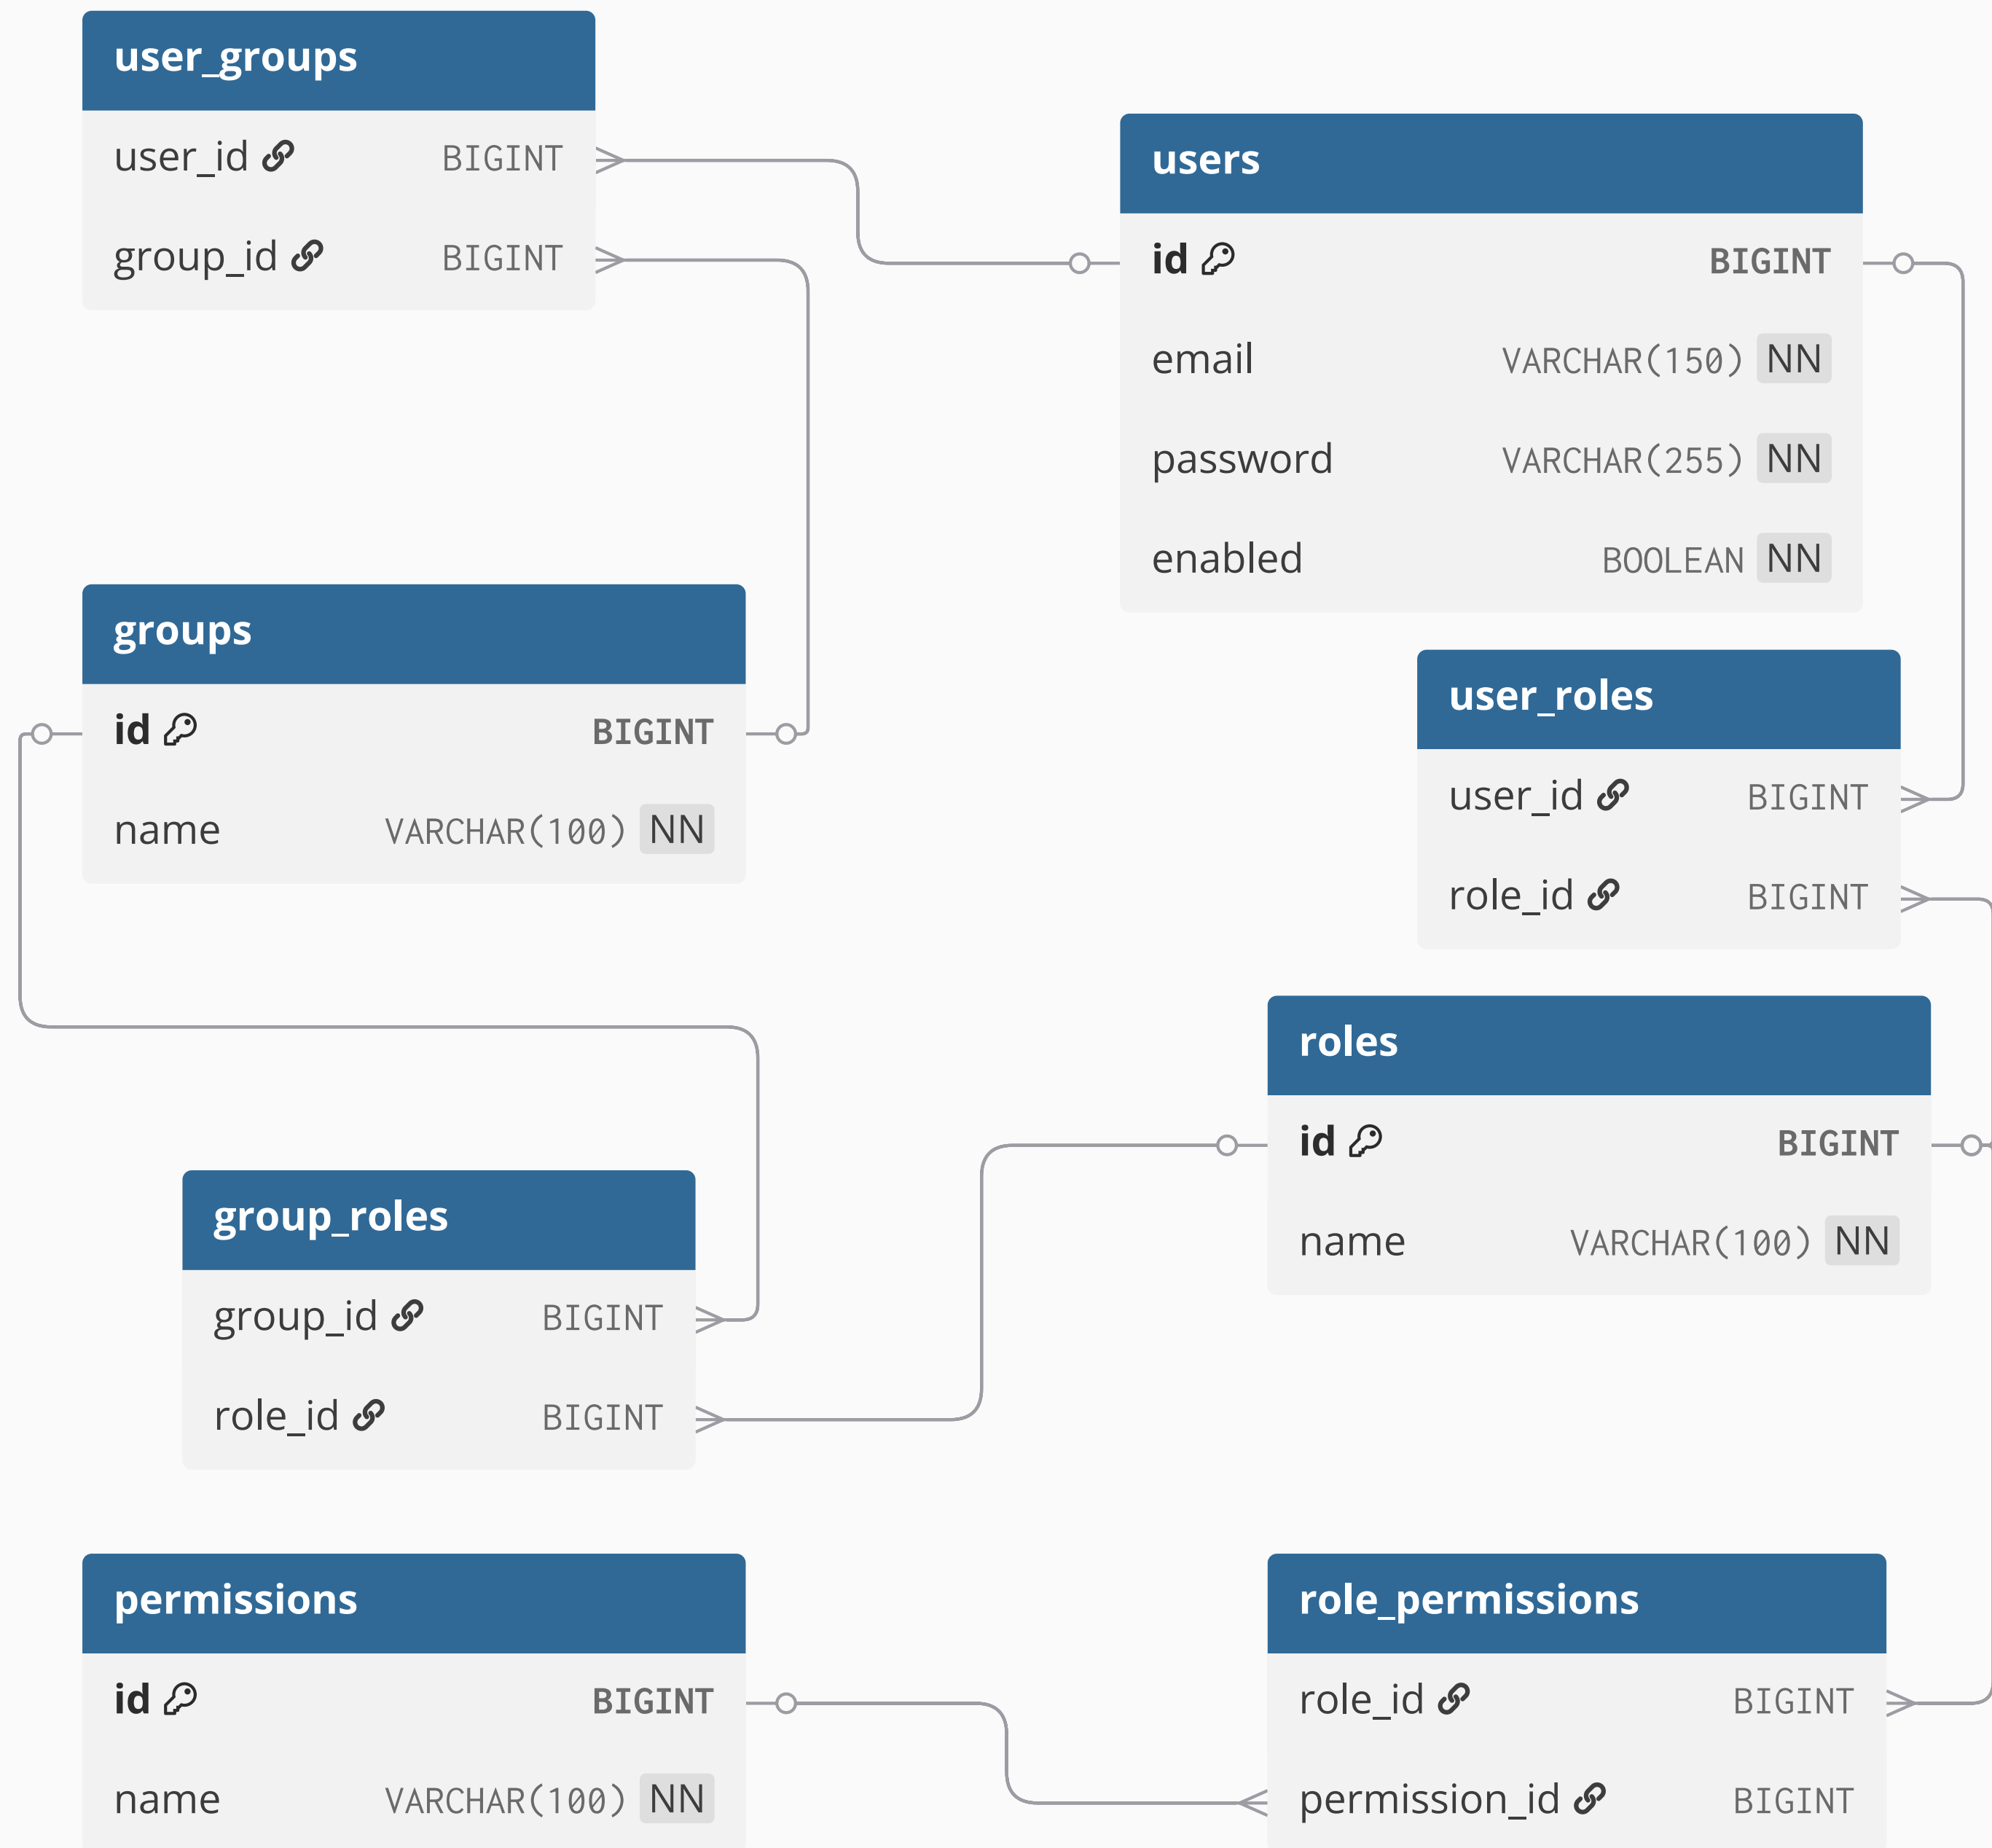 user_groups
user_id BIGINT
group_id BIGINT
users
id BIGINT
email VARCHAR(150) NN
password VARCHAR(255) NN
enabled BOOLEAN NN
groups
id BIGINT
name VARCHAR(100) NN
user_roles
user_id BIGINT
role_id BIGINT
roles
id BIGINT
name VARCHAR(100) NN
group_roles
group_id BIGINT
role_id BIGINT
permissions
id BIGINT
name VARCHAR(100) NN
role_permissions
role_id BIGINT
permission_id BIGINT